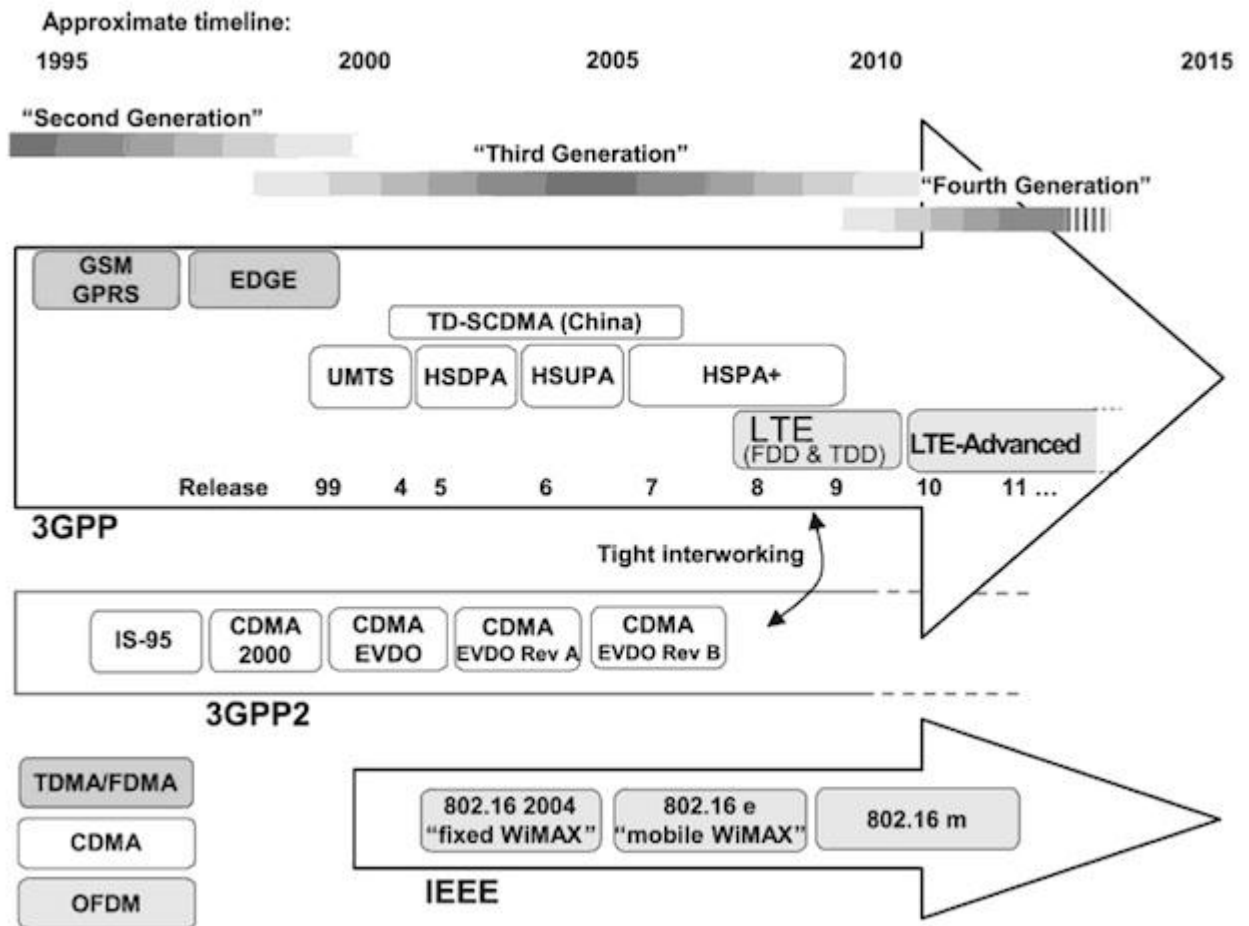 Approximate timeline:
1995 2000 2005 2010 2015
“Second Generation”
“Third Generation”
“Fourth Generation”
GSM
GPRS
EDGE
TD-SCDMA (China)
UMTS HSDPA HSUPA HSPA+
LTE
(FDD & TDD)
LTE-Advanced
Release 99 4 5 6 7 8 9 10 11 ...
3GPP
Tight interworking
IS-95
CDMA
2000
CDMA
EVDO
CDMA
EVDO Rev A
CDMA
EVDO Rev B
3GPP2
TDMA/FDMA
CDMA
OFDM
802.16 2004
“fixed WiMAX”
802.16 e
“mobile WiMAX”
802.16 m
IEEE